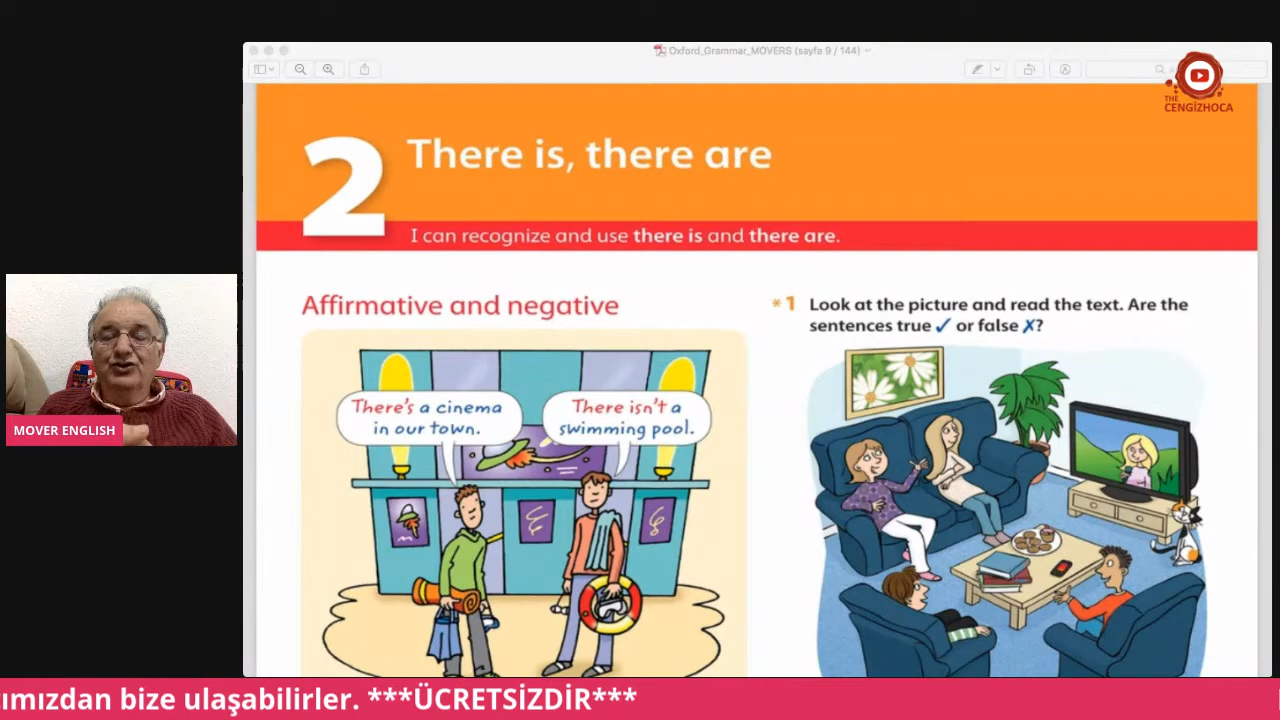 Oxford_Grammar_MOVERS (sayfa 9 / 144)
THE
CENGİZHOCA
2
There is, there are
I can recognize and use there is and there are.
Affirmative and negative
There's a cinema
in our town.
There isn't a
swimming pool.
* 1 Look at the picture and read the text. Are the
sentences true ✓ or false ✗?
MOVER ENGLISH
bize ulaşabilirler. ***ÜCRETSİZDİR***